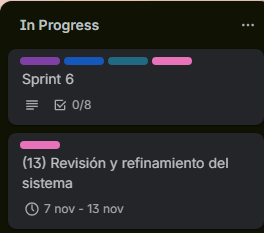 In Progress
Sprint 6
0/8
(13) Revisión y refinamiento del
sistema
7 nov - 13 nov